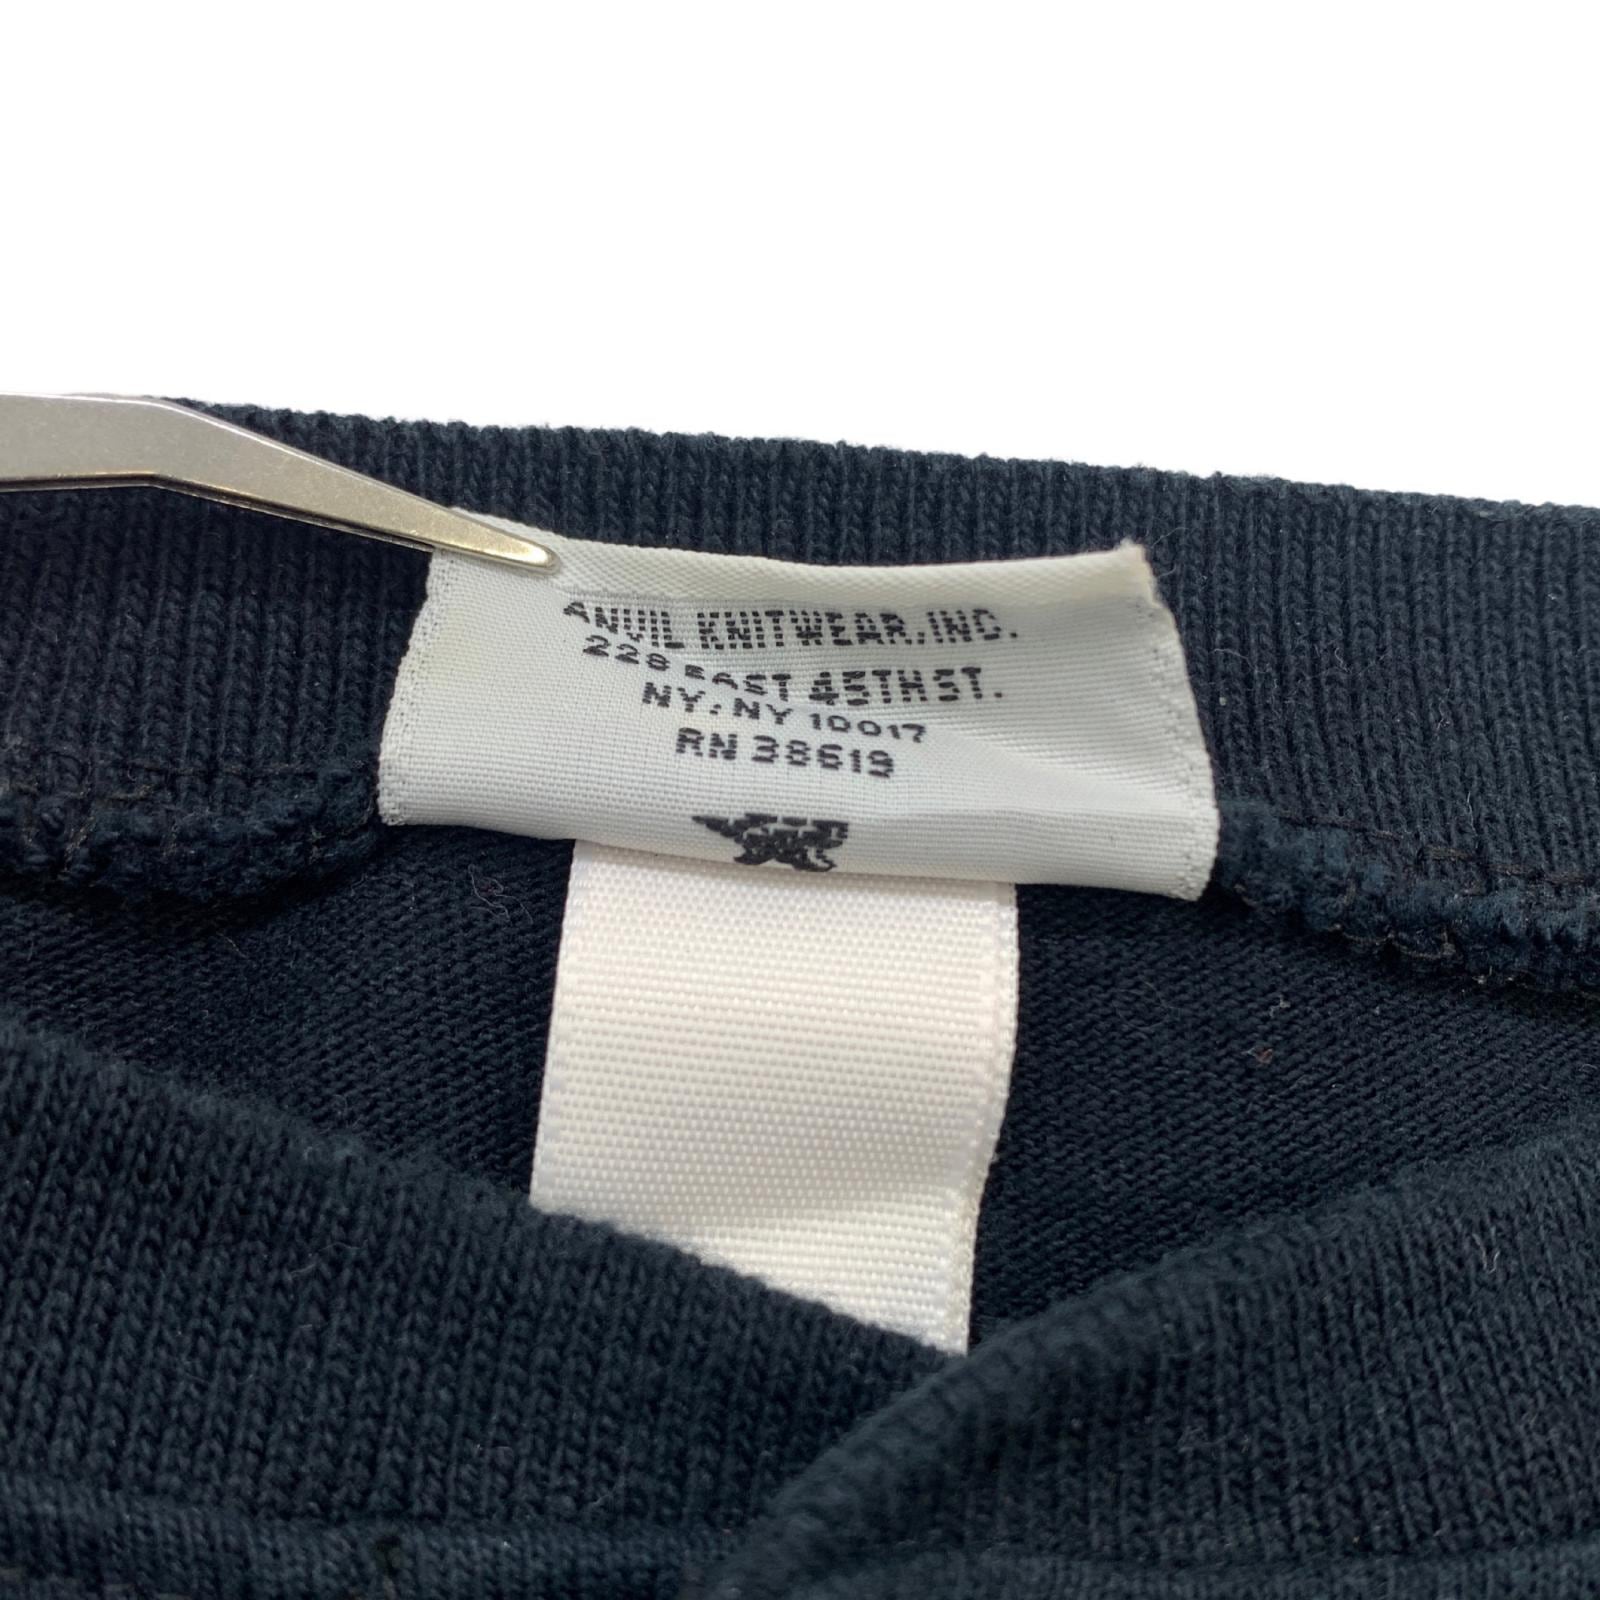 ANVIL KNITWEAR, INC.
228 EAST 45TH ST.
NY, NY 10017
RN 38619